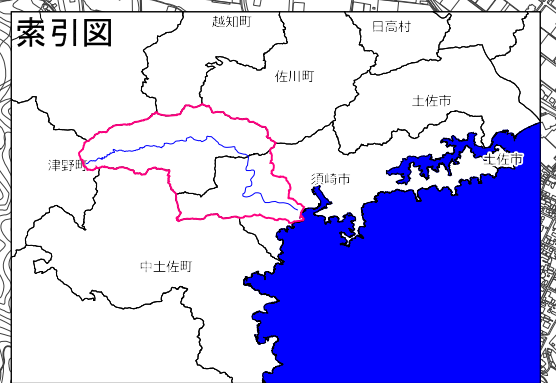 索引図
越知町
日高村
佐川町
土佐市
土佐市
津野町
須崎市
中土佐町